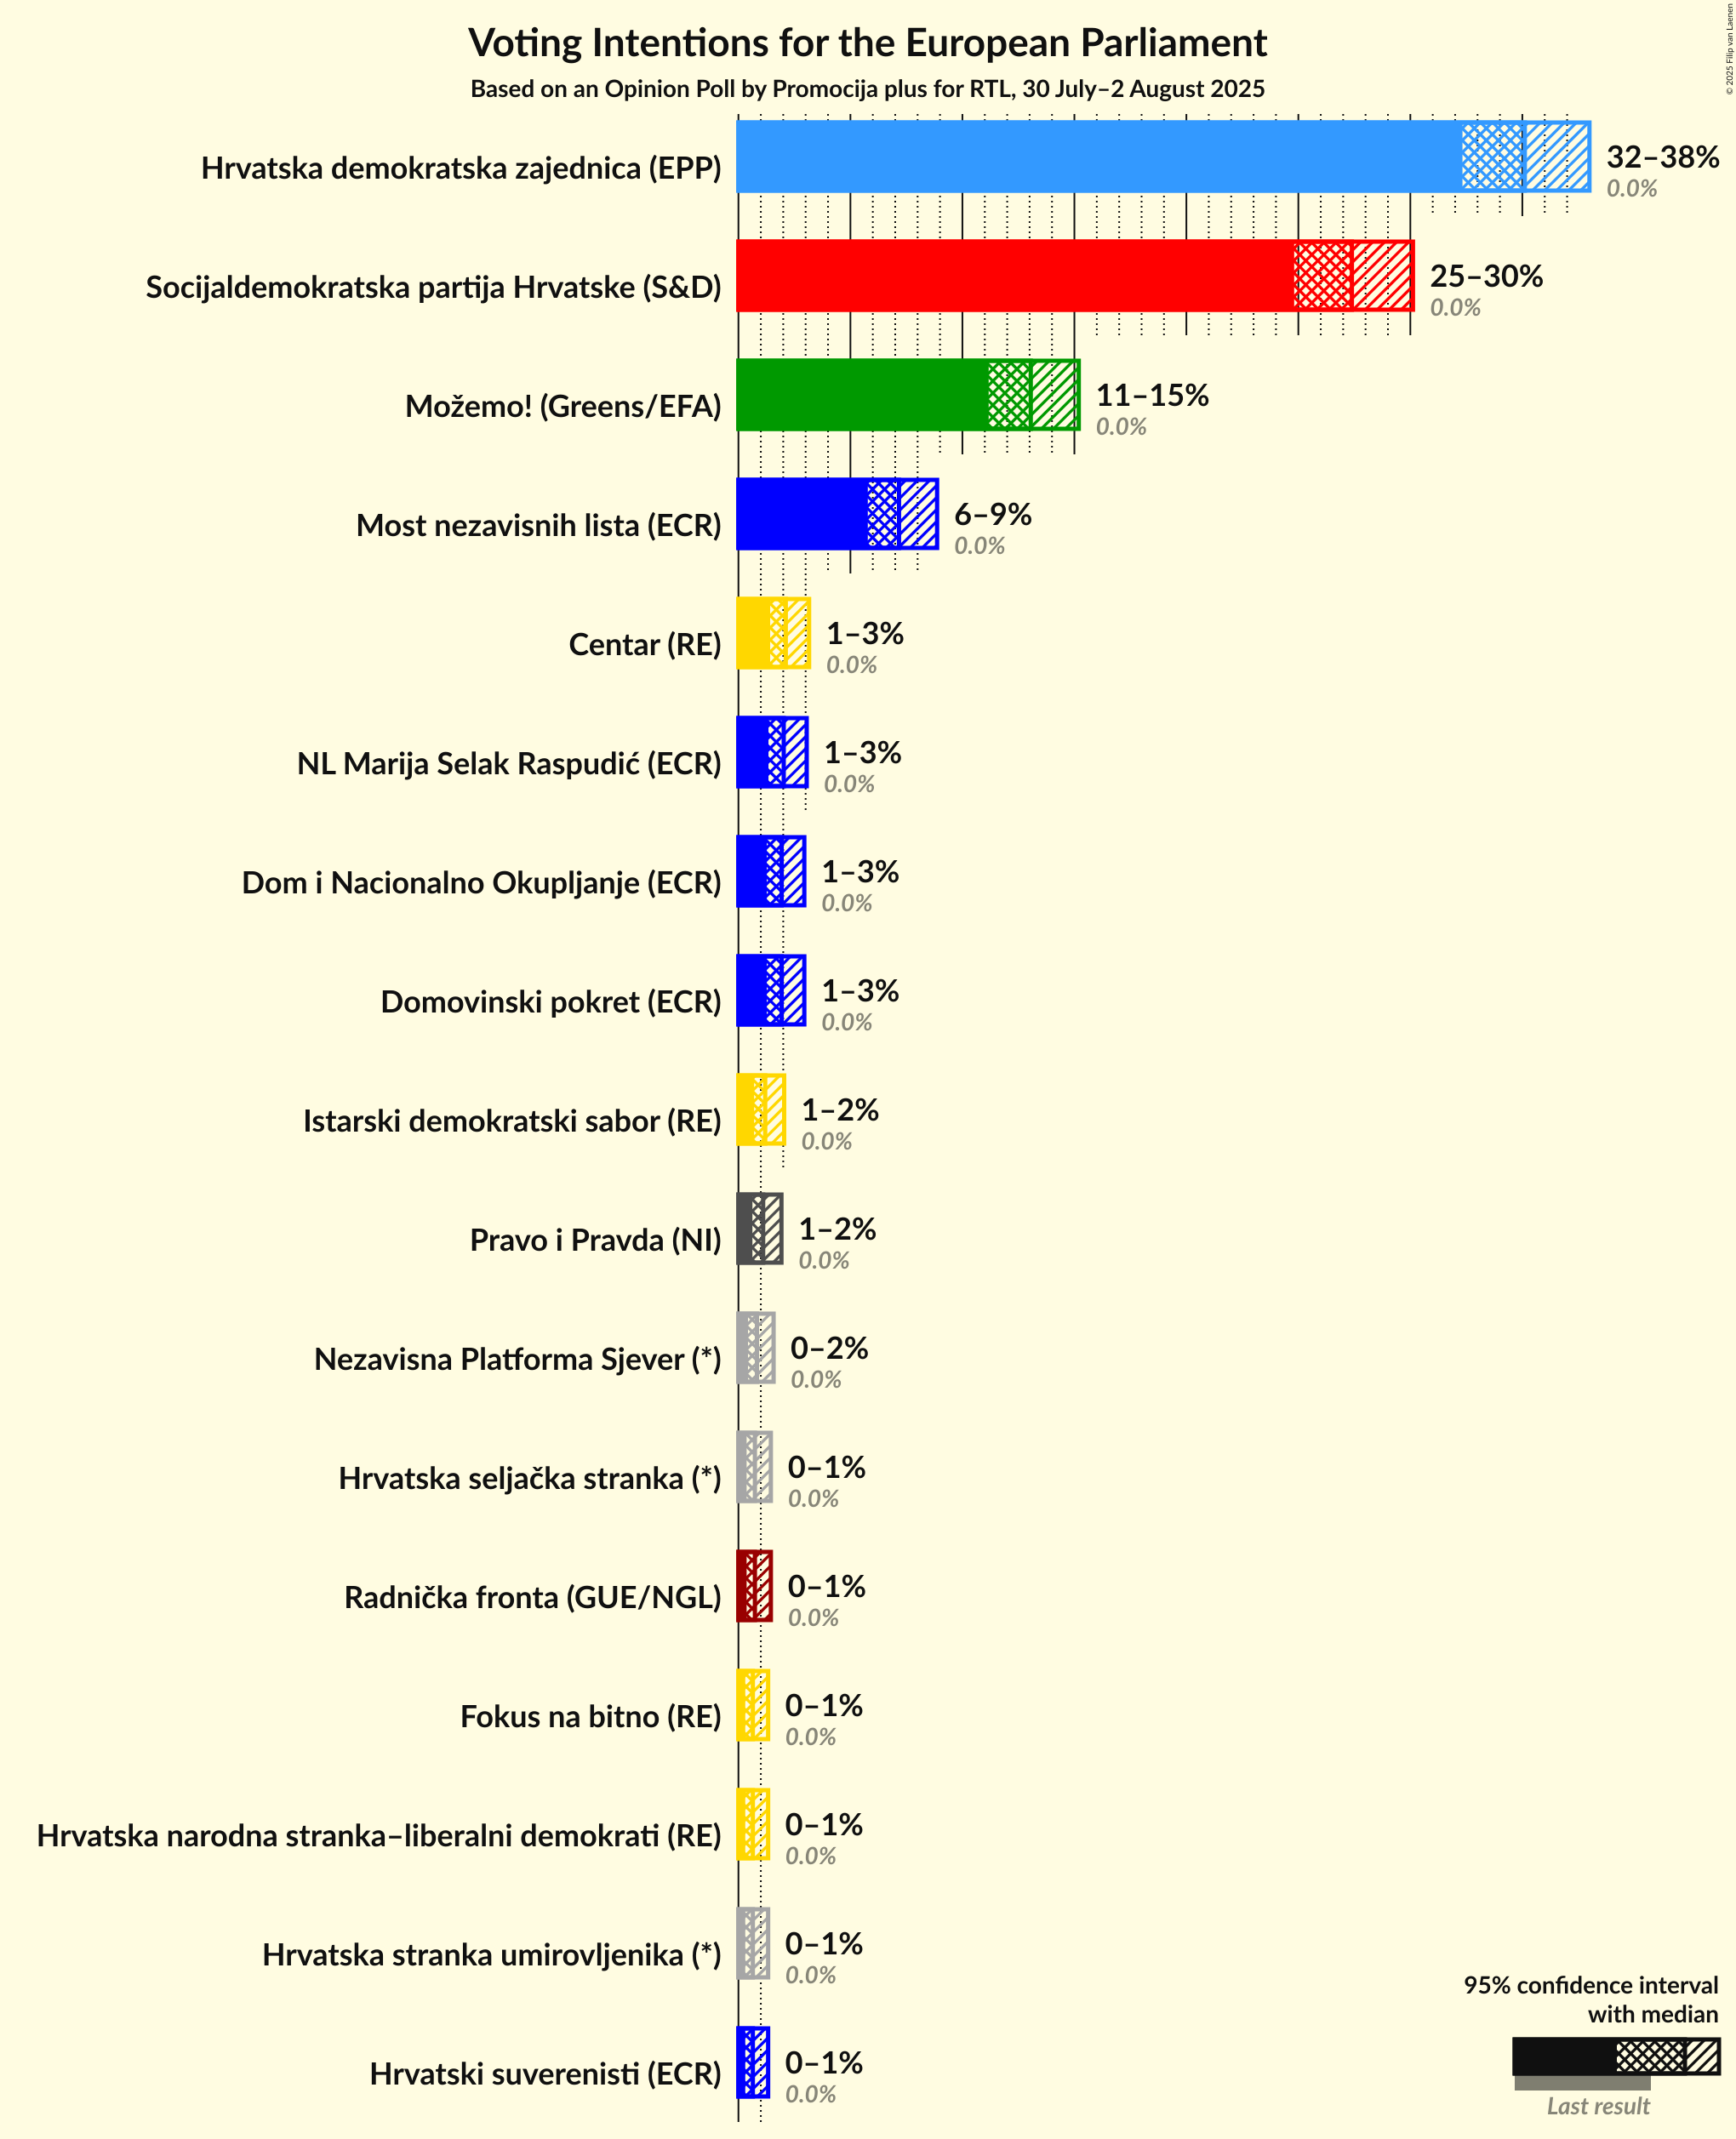 © 2025 Filip van Laenen
Voting Intentions for the European Parliament
Based on an Opinion Poll by Promocija plus for RTL, 30 July–2 August 2025
Hrvatska demokratska zajednica (EPP)
32–38%
0.0%
Socijaldemokratska partija Hrvatske (S&D)
25–30%
0.0%
Možemo! (Greens/EFA)
11–15%
0.0%
Most nezavisnih lista (ECR)
6–9%
0.0%
Centar (RE)
1–3%
0.0%
NL Marija Selak Raspudić (ECR)
1–3%
0.0%
Dom i Nacionalno Okupljanje (ECR)
1–3%
0.0%
Domovinski pokret (ECR)
1–3%
0.0%
Istarski demokratski sabor (RE)
1–2%
0.0%
Pravo i Pravda (NI)
1–2%
0.0%
Nezavisna Platforma Sjever (*)
0–2%
0.0%
Hrvatska seljačka stranka (*)
0–1%
0.0%
Radnička fronta (GUE/NGL)
0–1%
0.0%
Fokus na bitno (RE)
0–1%
0.0%
Hrvatska narodna stranka–liberalni demokrati (RE)
0–1%
0.0%
Hrvatska stranka umirovljenika (*)
0–1%
0.0%
Hrvatski suverenisti (ECR)
0–1%
0.0%
95% confidence interval
with median
Last result